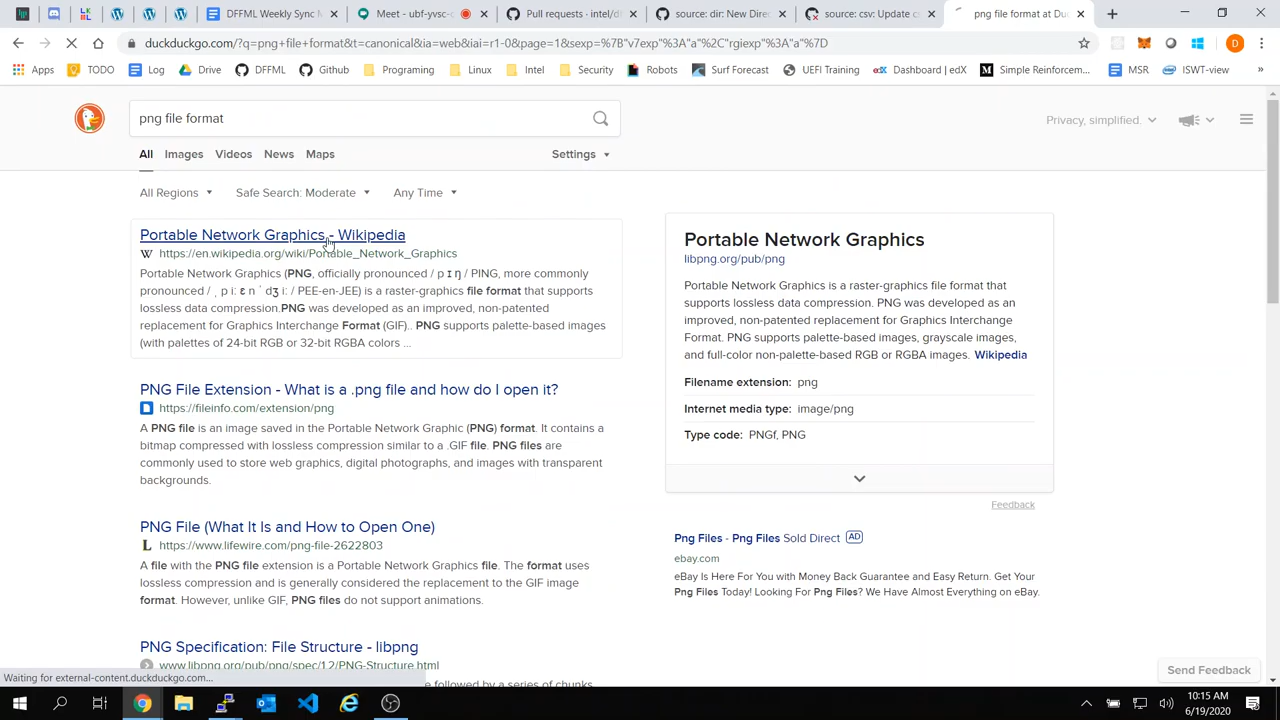 DFFML Weekly Sync M
Meet - ubf-yvsc-c
Pull requests · intel/df
source: dir: New Direc
source: csv: Update c
png file format at Duc
duckduckgo.com/?q=png+file+format&t=canonical&ia=web&iai=r1-0&page=1&sexp=%7B"v7exp"%3A"a"%2C"rgiexp"%3A"a"%7D
D
Apps TODO Log Drive DFFML Github Programing Linux Intel Security Robots Surf Forecast UEFI Training Dashboard | edX Simple Reinforcem... MSR ISWT-view »
png file format
Privacy, simplified.
All Images Videos News Maps Settings
All Regions Safe Search: Moderate Any Time
Portable Network Graphics - Wikipedia
W https://en.wikipedia.org/wiki/Portable_Network_Graphics
Portable Network Graphics (PNG, officially pronounced / p ɪ ŋ / PING, more commonly
pronounced / ˌ p iː ɛ n ˈ dʒ iː / PEE-en-JEE) is a raster-graphics file format that
supports lossless data compression.PNG was developed as an improved, non-patented
replacement for Graphics Interchange Format (GIF).. PNG supports palette-based images
(with palettes of 24-bit RGB or 32-bit RGBA colors ...
PNG File Extension - What is a .png file and how do I open it?
https://fileinfo.com/extension/png
A PNG file is an image saved in the Portable Network Graphic (PNG) format. It contains a
bitmap compressed with lossless compression similar to a .GIF file. PNG files are
commonly used to store web graphics, digital photographs, and images with transparent
backgrounds.
PNG File (What It Is and How to Open One)
L https://www.lifewire.com/png-file-2622803
A file with the PNG file extension is a Portable Network Graphics file. The format uses
lossless compression and is generally considered the replacement to the GIF image
format. However, unlike GIF, PNG files do not support animations.
PNG Specification: File Structure - libpng
www.libpng.org/pub/png/spec/1.2/PNG-Structure.html
e followed by a series of chunks.
Portable Network Graphics
libpng.org/pub/png
Portable Network Graphics is a raster-graphics file format that
supports lossless data compression. PNG was developed as an
improved, non-patented replacement for Graphics Interchange
Format. PNG supports palette-based images, grayscale images,
and full-color non-palette-based RGB or RGBA images. Wikipedia
Filename extension: png
Internet media type: image/png
Type code: PNGf, PNG
Feedback
Png Files - Png Files Sold Direct AD
ebay.com
eBay Is Here For You with Money Back Guarantee and Easy Return. Get Your
Png Files Today! Looking For Png Files? We Have Almost Everything on eBay.
Send Feedback
Waiting for external-content.duckduckgo.com...
10:15 AM
6/19/2020